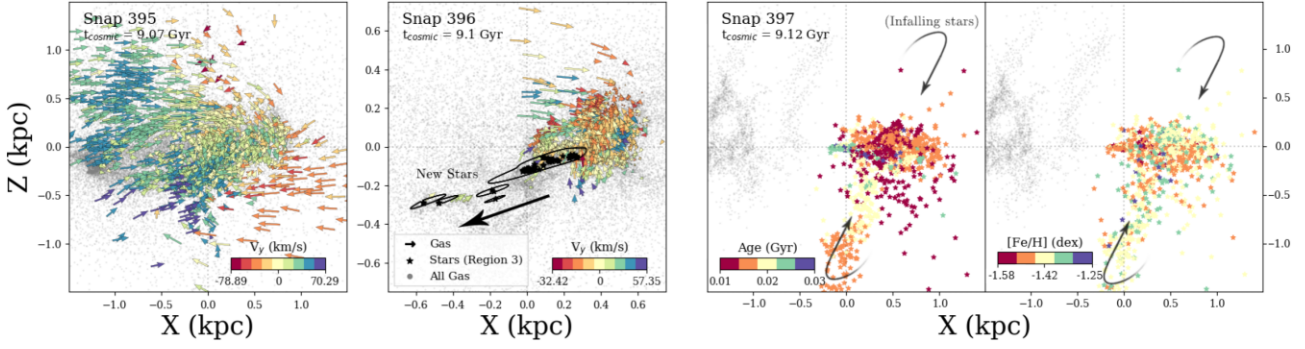 Snap 395
t_cosmic = 9.07 Gyr
1.0
0.5
0.0
-0.5
-1.0
Z (kpc)
V_y (km/s)
-78.89 0 70.29
-1.0 -0.5 0.0 0.5 1.0
X (kpc)
Snap 396
t_cosmic = 9.1 Gyr
0.6
0.4
0.2
0.0
-0.2
-0.4
-0.6
New Stars
Gas
Stars (Region 3)
All Gas
V_y (km/s)
-32.42 0 57.35
-0.6 -0.4 -0.2 0.0 0.2 0.4 0.6
X (kpc)
Snap 397
t_cosmic = 9.12 Gyr
(Infalling stars)
Age (Gyr)
0.01 0.02 0.03
-1.0 -0.5 0.0 0.5 1.0
[Fe/H] (dex)
-1.58 -1.42 -1.25
-1.0 -0.5 0.0 0.5 1.0
1.0
0.5
0.0
-0.5
-1.0
X (kpc)